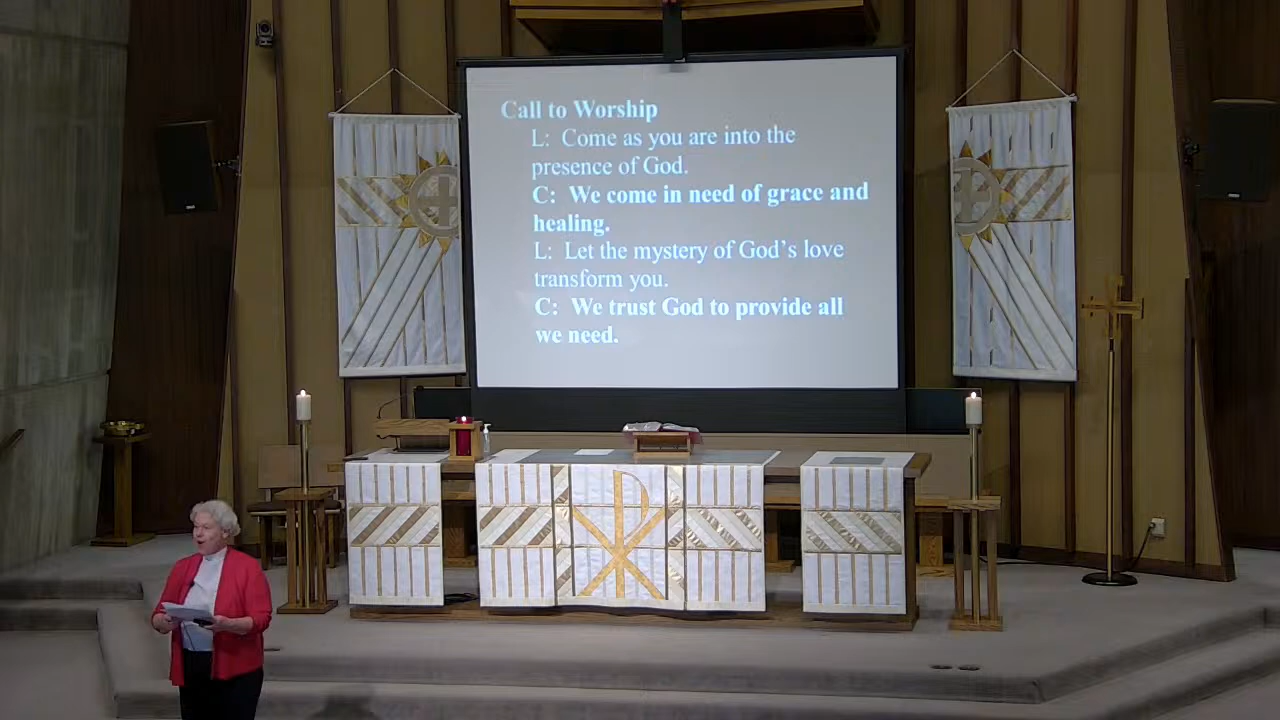 Call to Worship
L: Come as you are into the
presence of God.
C: We come in need of grace and
healing.
L: Let the mystery of God's love
transform you.
C: We trust God to provide all
we need.